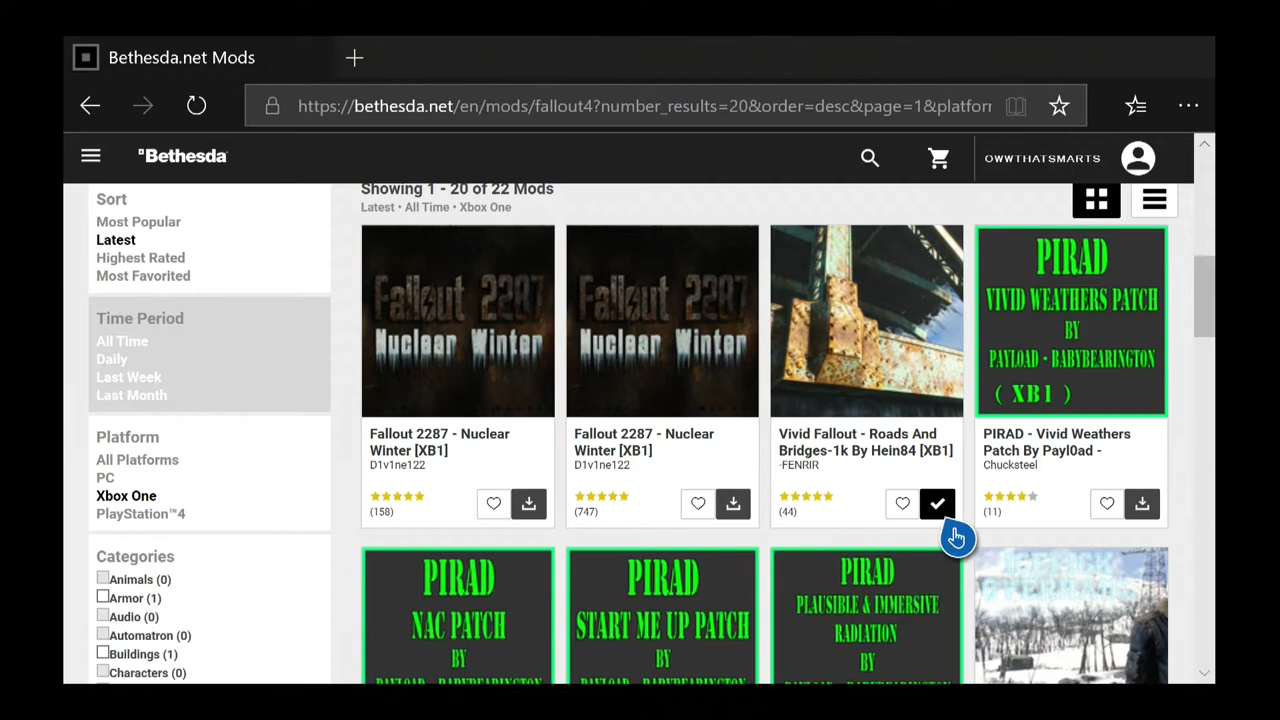 Bethesda.net Mods
https://bethesda.net/en/mods/fallout4?number_results=20&order=desc&page=1&platforr
Bethesda
OWWTHATSMARTS
Sort
Most Popular
Latest
Highest Rated
Most Favorited
Time Period
All Time
Daily
Last Week
Last Month
Platform
All Platforms
PC
Xbox One
PlayStation™4
Categories
Animals (0)
Armor (1)
Audio (0)
Automatron (0)
Buildings (1)
Characters (0)
Showing 1 - 20 of 22 Mods
Latest • All Time • Xbox One
Fallout 2287
Nuclear Winter
Fallout 2287 - Nuclear
Winter [XB1]
D1v1ne122
(158)
Fallout 2287
Nuclear Winter
Fallout 2287 - Nuclear
Winter [XB1]
D1v1ne122
(747)
Vivid Fallout - Roads And
Bridges-1k By Hein84 [XB1]
-FENRIR
(44)
PIRAD
VIVID WEATHERS PATCH
BY
PAYLOAD - BABYBEARINGTON
( XB1 )
PIRAD - Vivid Weathers
Patch By Payl0ad -
Chucksteel
(11)
PIRAD
NAC PATCH
BY
PAYLOAD - BABYBEARINGTON
PIRAD
START ME UP PATCH
BY
PAYLOAD - BABYBEARINGTON
PIRAD
PLAUSIBLE & IMMERSIVE
RADIATION
BY